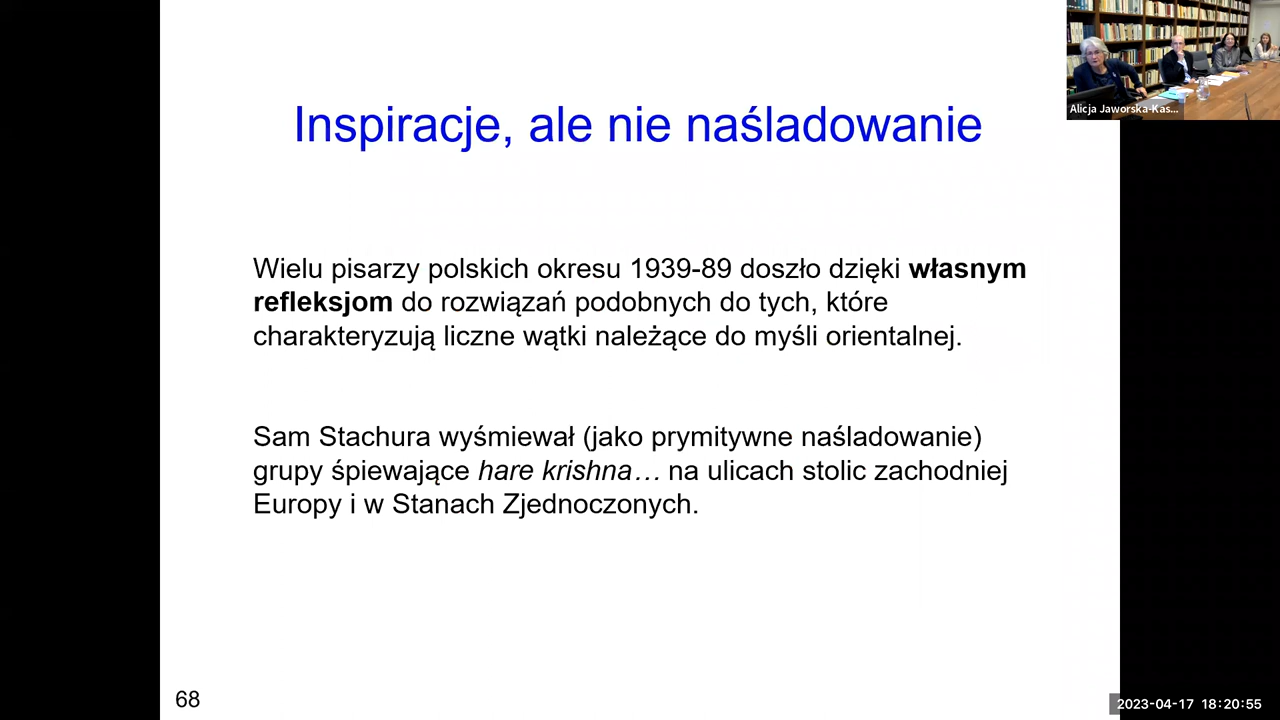 Alicja Jaworska-Kas...
Inspiracje, ale nie naśladowanie
Wielu pisarzy polskich okresu 1939-89 doszło dzięki własnym
refleksjom do rozwiązań podobnych do tych, które
charakteryzują liczne wątki należące do myśli orientalnej.
Sam Stachura wyśmiewał (jako prymitywne naśladowanie)
grupy śpiewające hare krishna… na ulicach stolic zachodniej
Europy i w Stanach Zjednoczonych.
68
2023-04-17 18:20:55